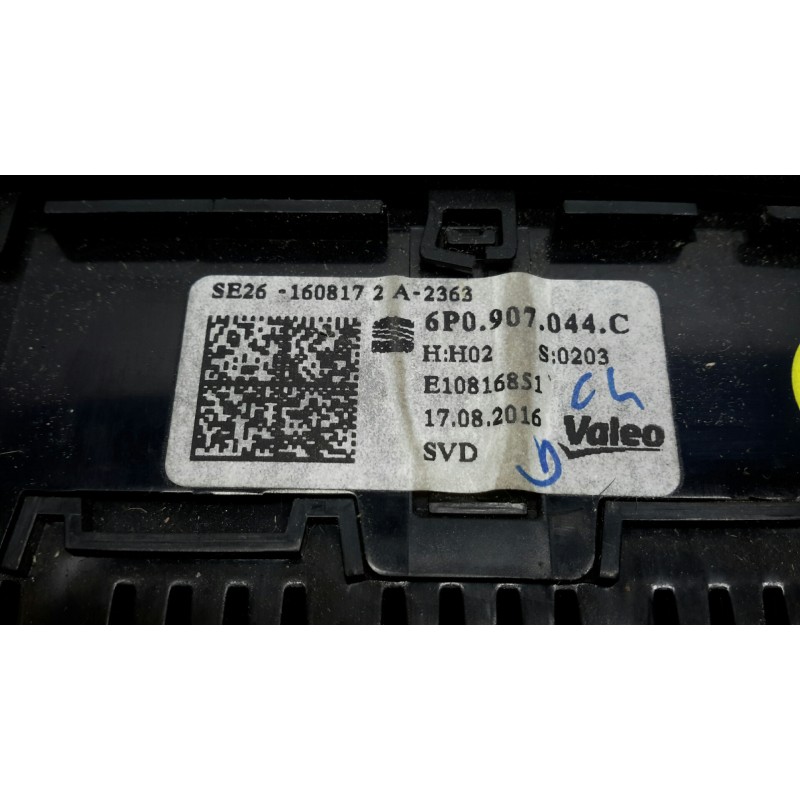 SE26 -160817 2 A-2363
6P0.907.044.C
H:H02 S:0203
E10816851
17.08.2016
Valeo
SVD